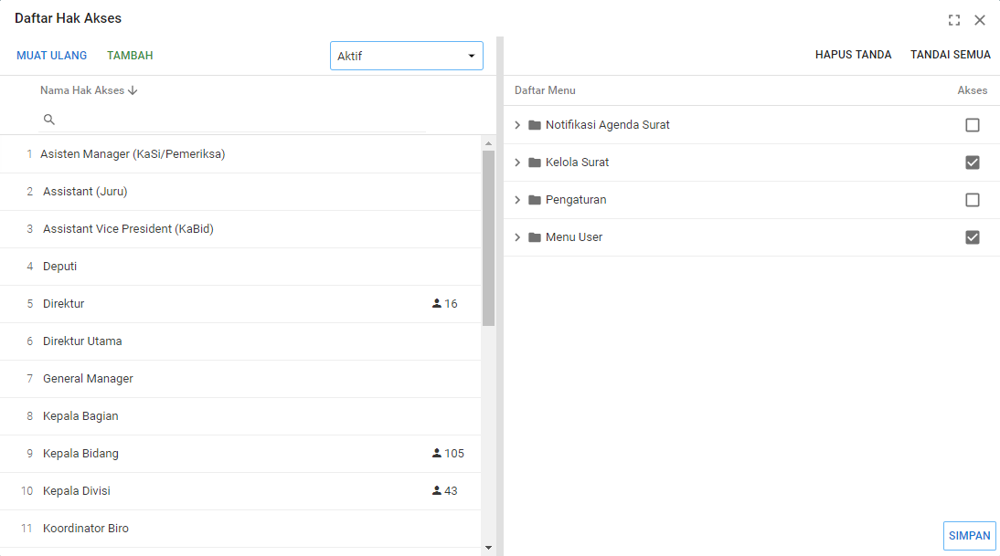 Daftar Hak Akses
MUAT ULANG TAMBAH Aktif
Nama Hak Akses
1 Asisten Manager (KaSi/Pemeriksa)
2 Assistant (Juru)
3 Assistant Vice President (KaBid)
4 Deputi
5 Direktur 16
6 Direktur Utama
7 General Manager
8 Kepala Bagian
9 Kepala Bidang 105
10 Kepala Divisi 43
11 Koordinator Biro
HAPUS TANDA TANDAI SEMUA
Daftar Menu Akses
Notifikasi Agenda Surat
Kelola Surat
Pengaturan
Menu User
SIMPAN